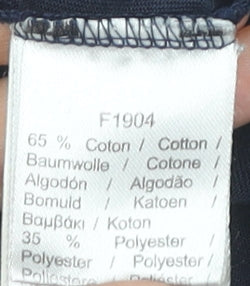 F1904
65 % Coton / Cotton /
Baumwolle / Cotone /
Algodón / Algodão /
Bomuld / Katoen /
Βαμβάκι / Koton
35 % Polyester /
Polyester / Polyester /